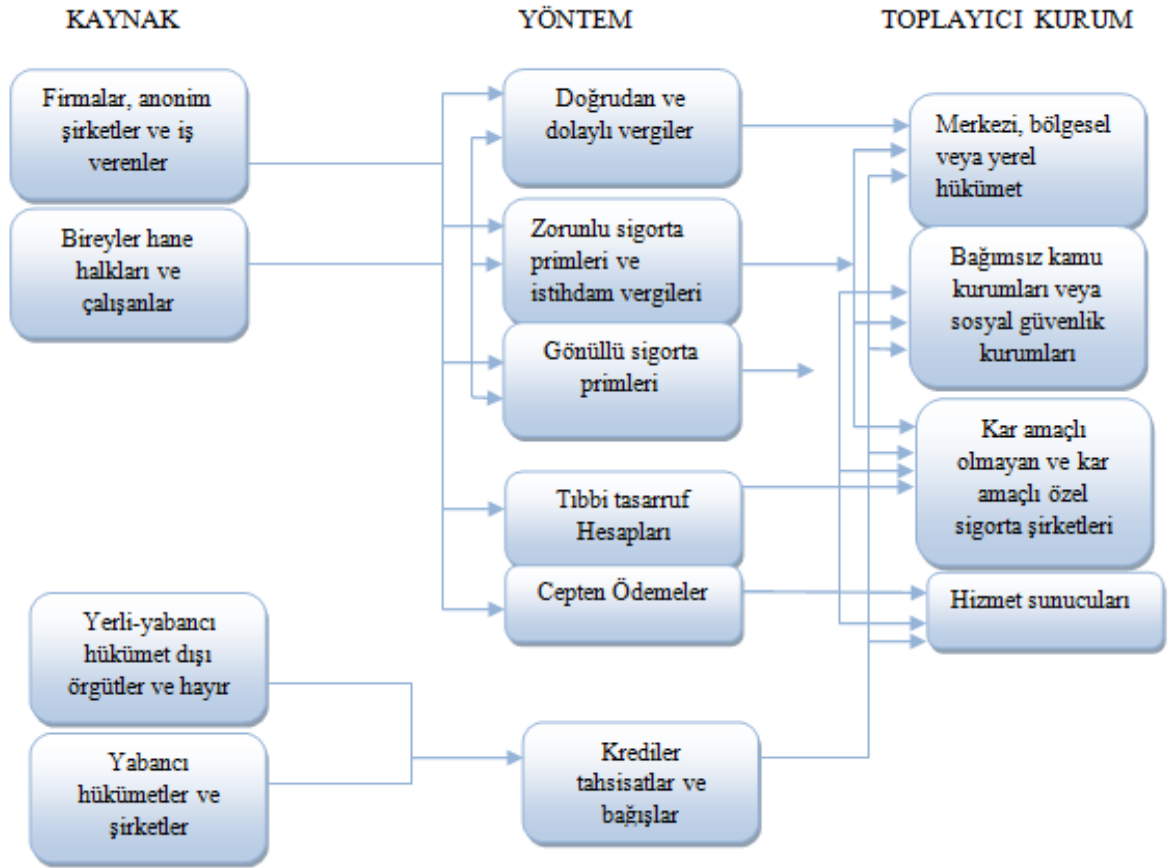 KAYNAK
YÖNTEM
TOPLAYICI KURUM
Firmalar, anonim
şirketler ve iş
verenler
Bireyler hane
halkları ve
çalışanlar
Yerli-yabancı
hükümet dışı
örgütler ve hayır
Yabancı
hükümetler ve
şirketler
Doğrudan ve
dolaylı vergiler
Zorunlu sigorta
primleri ve
istihdam vergileri
Gönüllü sigorta
primleri
Tıbbi tasarruf
Hesapları
Cepten Ödemeler
Krediler
tahsisatlar ve
bağışlar
Merkezi, bölgesel
veya yerel
hükümet
Bağımsız kamu
kurumları veya
sosyal güvenlik
kurumları
Kar amaçlı
olmayan ve kar
amaçlı özel
sigorta şirketleri
Hizmet sunucuları